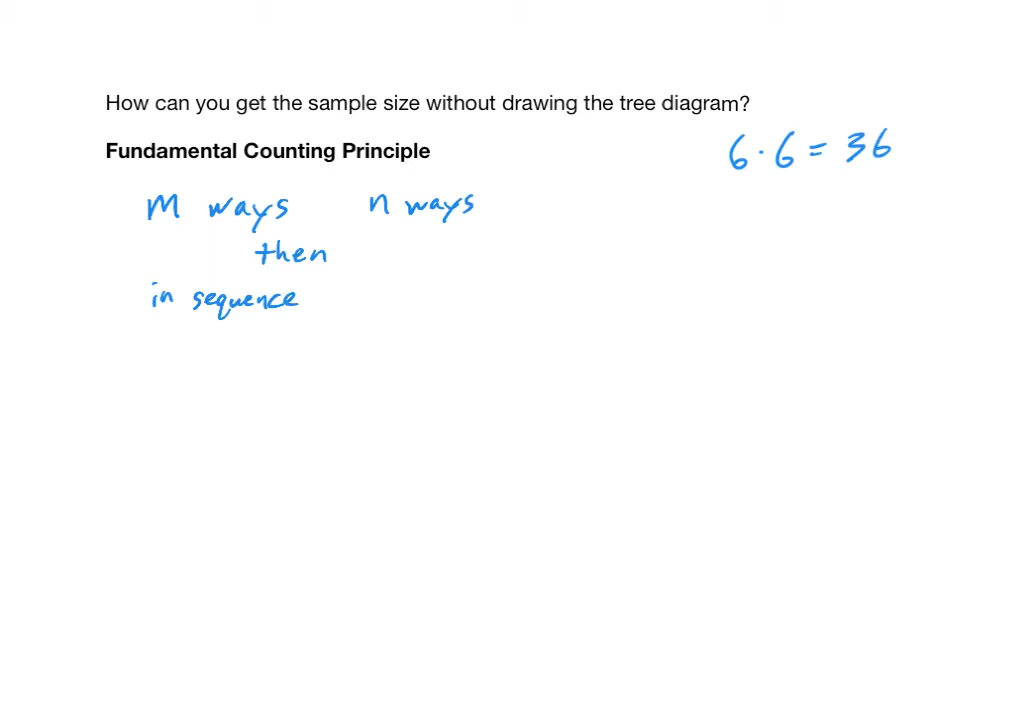 How can you get the sample size without drawing the tree diagram?
Fundamental Counting Principle
6 · 6 = 36
m ways n ways
then
in sequence